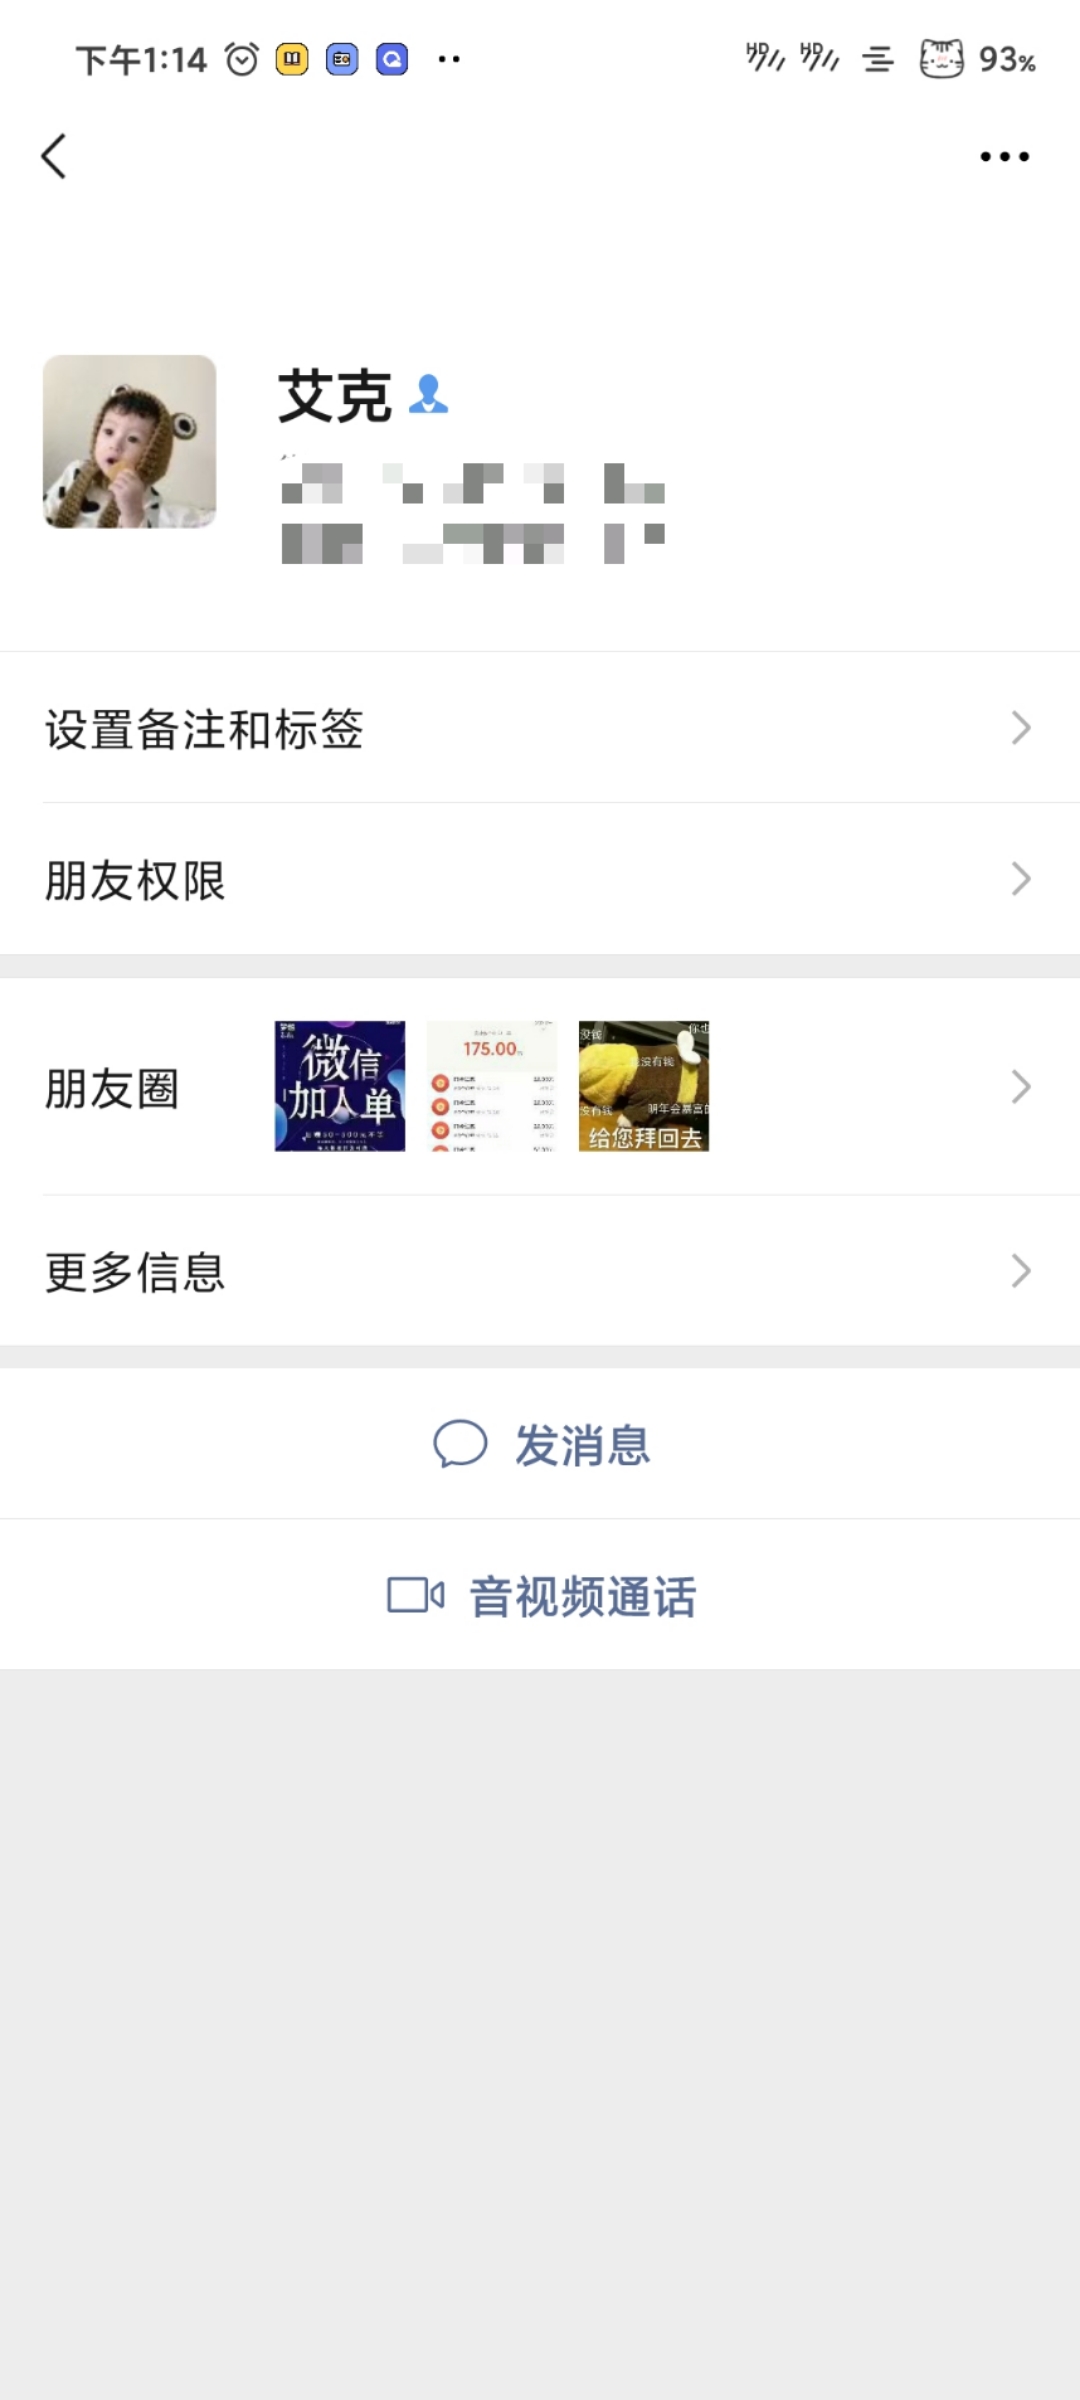 下午1:14
93%
艾克
设置备注和标签
朋友权限
朋友圈
微信
加人单
175.00
没钱
你也
没有钱
没有钱
明年会暴富的
给您拜回去
更多信息
发消息
音视频通话